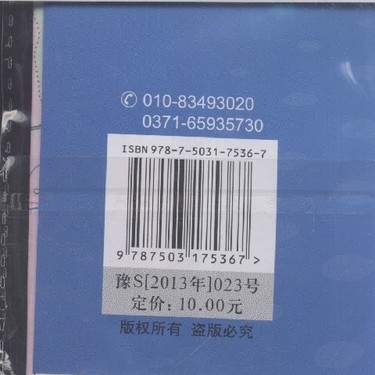 ✆ 010-83493020
0371-65935730
ISBN 978-7-5031-7536-7
9 787503 175367 >
豫S[2013年]023号
定价: 10.00元
版权所有 盗版必究